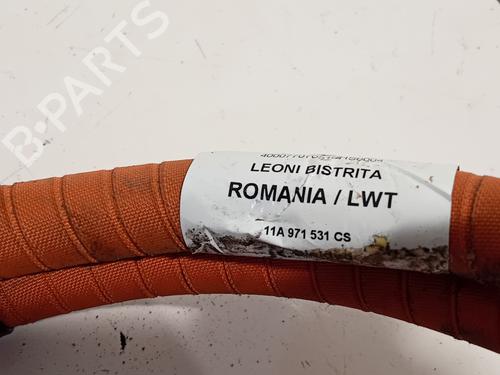 B-PARTS
LEONI BISTRITA
ROMANIA / LWT
11A 971 531 CS